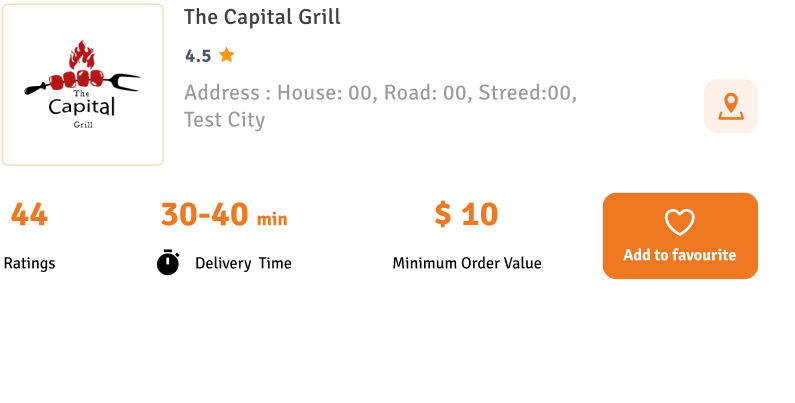 The Capital Grill
4.5
The
Capital
Grill
Address : House: 00, Road: 00, Streed:00,
Test City
44
30-40 min
$ 10
Ratings
Delivery Time
Minimum Order Value
Add to favourite